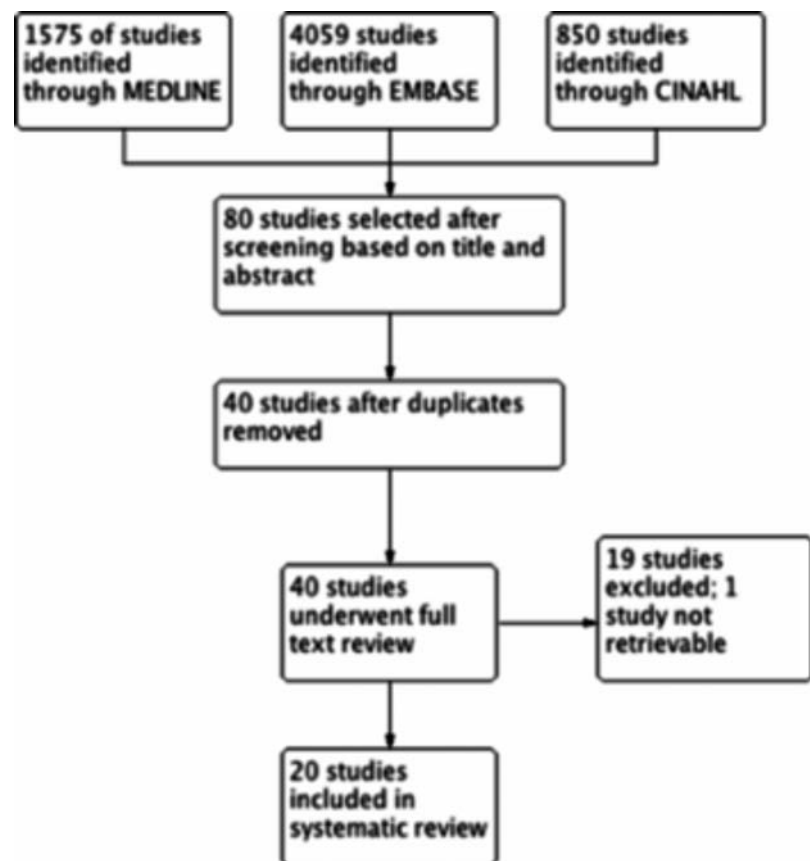 1575 of studies
identified
through MEDLINE
4059 studies
identified
through EMBASE
850 studies
identified
through CINAHL
80 studies selected after
screening based on title and
abstract
40 studies after duplicates
removed
40 studies
underwent full
text review
19 studies
excluded; 1
study not
retrievable
20 studies
included in
systematic review